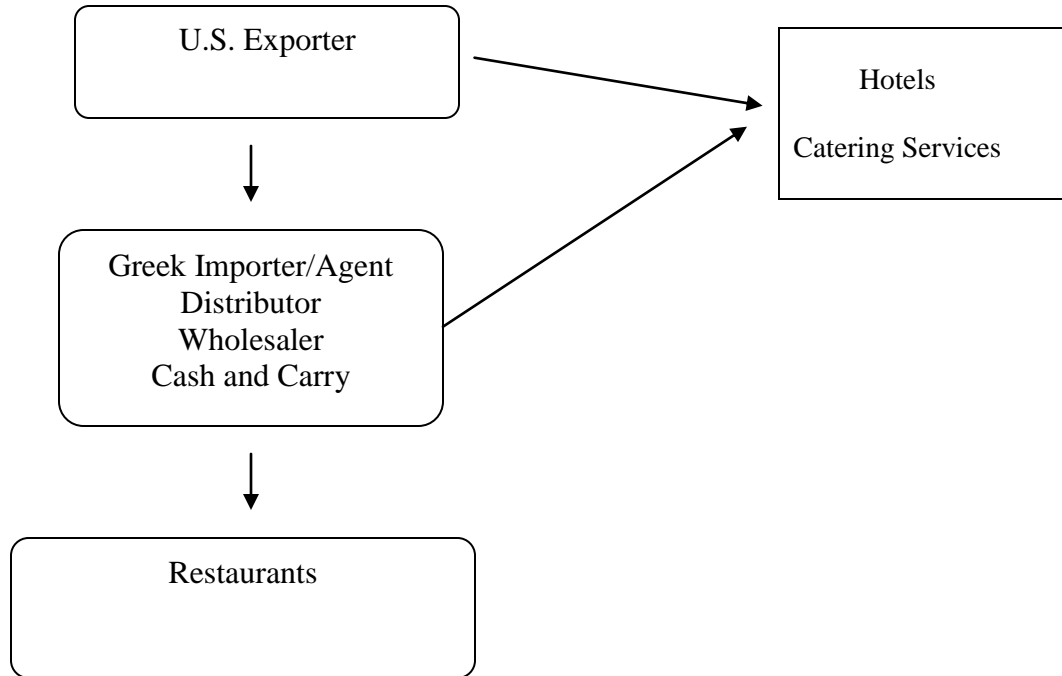 U.S. Exporter
Hotels
Catering Services
Greek Importer/Agent
Distributor
Wholesaler
Cash and Carry
Restaurants